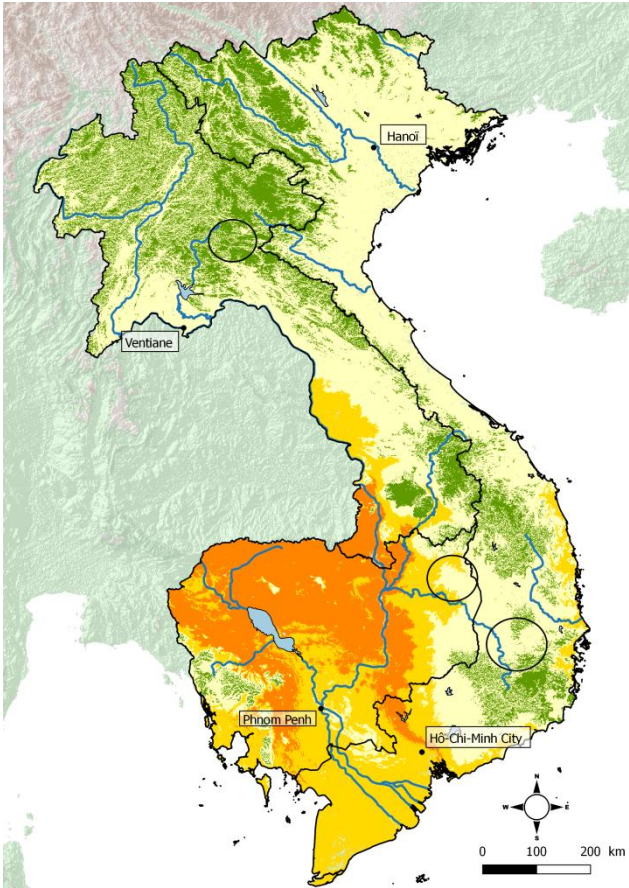 Hanoï
Ventiane
Phnom Penh
Hô-Chi-Minh City
N
W E
S
0 100 200 km